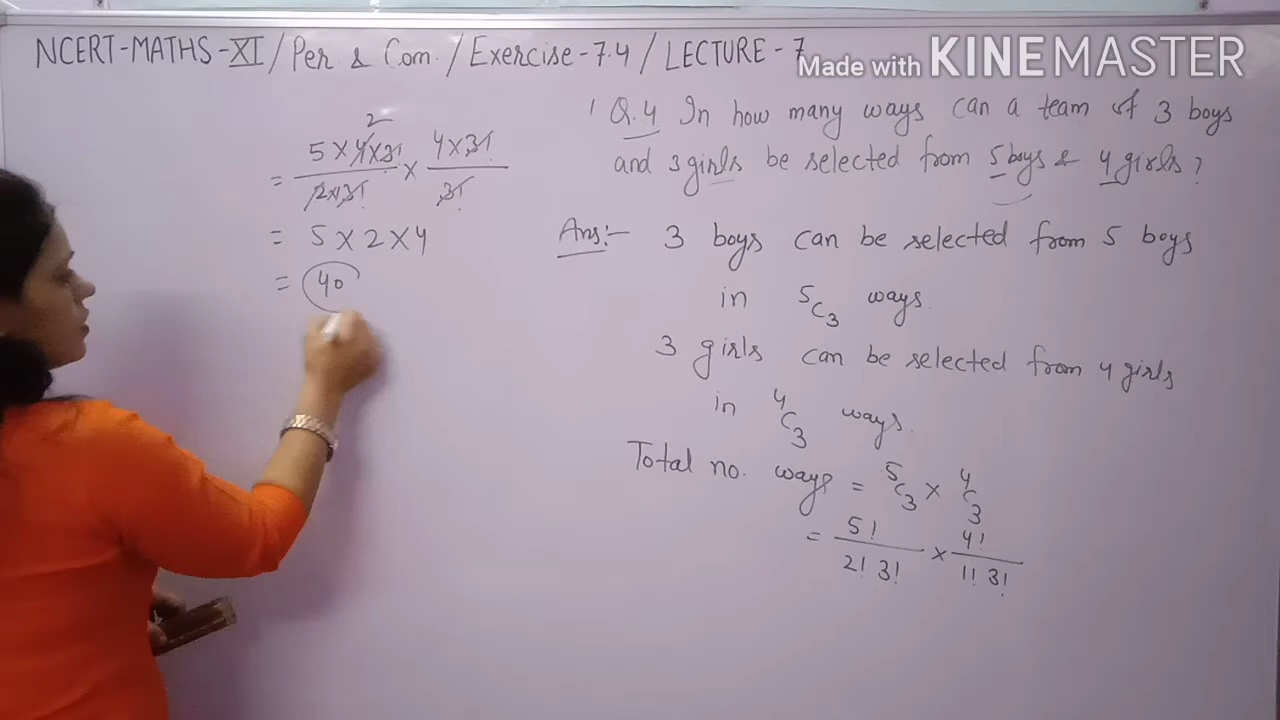 NCERT-MATHS-XI / Per & Com. / Exercise-7.4 / LECTURE-7
Made with KINEMASTER
Q.4 In how many ways can a team of 3 boys
and 3 girls be selected from 5 boys & 4 girls?
Ans:- 3 boys can be selected from 5 boys
in 5C3 ways.
3 girls can be selected from 4 girls
in 4C3 ways.
Total no. ways = 5C3 × 4C3
= 5!/2! 3! × 4!/1! 3!
2
= 5×4×3!/2×3! × 4×3!/3!
= 5×2×4
= 40